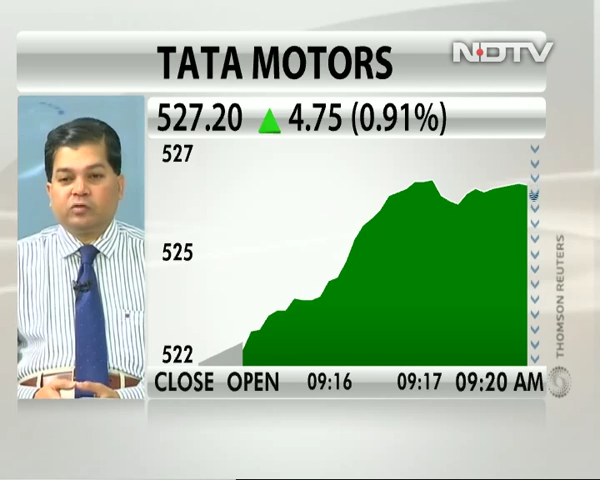 TATA MOTORS
NDTV
527.20 ▲ 4.75 (0.91%)
527
525
522
CLOSE OPEN 09:16 09:17 09:20 AM
THOMSON REUTERS